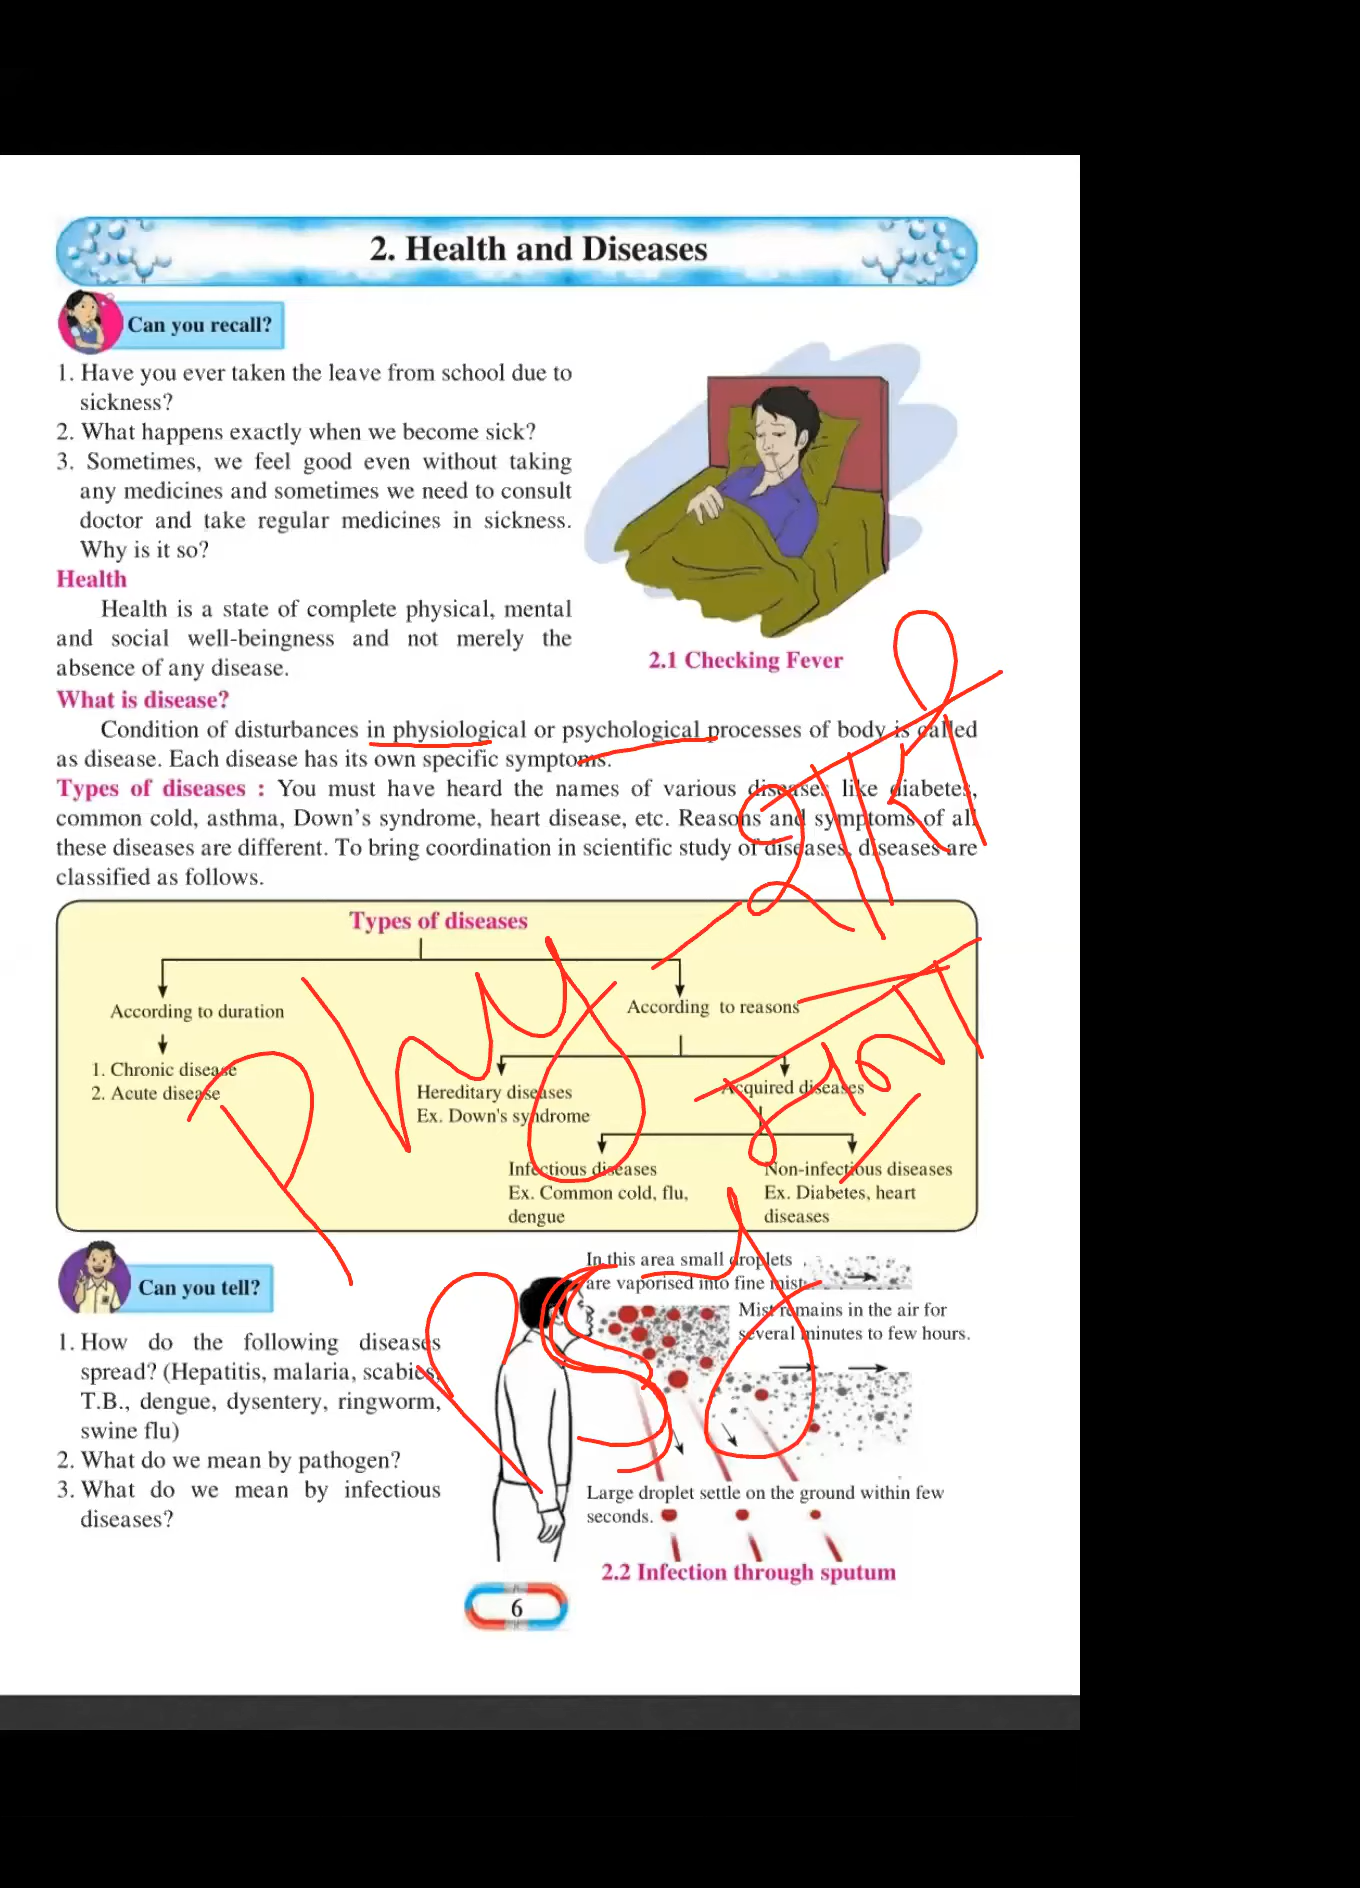 2. Health and Diseases
Can you recall?
1. Have you ever taken the leave from school due to
sickness?
2. What happens exactly when we become sick?
3. Sometimes, we feel good even without taking
any medicines and sometimes we need to consult
doctor and take regular medicines in sickness.
Why is it so?
Health
Health is a state of complete physical, mental
and social well-beingness and not merely the
absence of any disease.
2.1 Checking Fever
What is disease?
Condition of disturbances in physiological or psychological processes of body is called
as disease. Each disease has its own specific symptoms.
Types of diseases : You must have heard the names of various diseases like diabetes,
common cold, asthma, Down's syndrome, heart disease, etc. Reasons and symptoms of all
these diseases are different. To bring coordination in scientific study of diseases, diseases are
classified as follows.
Types of diseases
According to duration
1. Chronic disease
2. Acute disease
According to reasons
Hereditary diseases
Ex. Down's syndrome
Acquired diseases
Infectious diseases
Ex. Common cold, flu,
dengue
Non-infectious diseases
Ex. Diabetes, heart
diseases
Phy
Can you tell?
1. How do the following diseases
spread? (Hepatitis, malaria, scabies,
T.B., dengue, dysentery, ringworm,
swine flu)
2. What do we mean by pathogen?
3. What do we mean by infectious
diseases?
In this area small droplets
are vaporised into fine mist.
Mist remains in the air for
several minutes to few hours.
Large droplet settle on the ground within few
seconds.
2.2 Infection through sputum
6